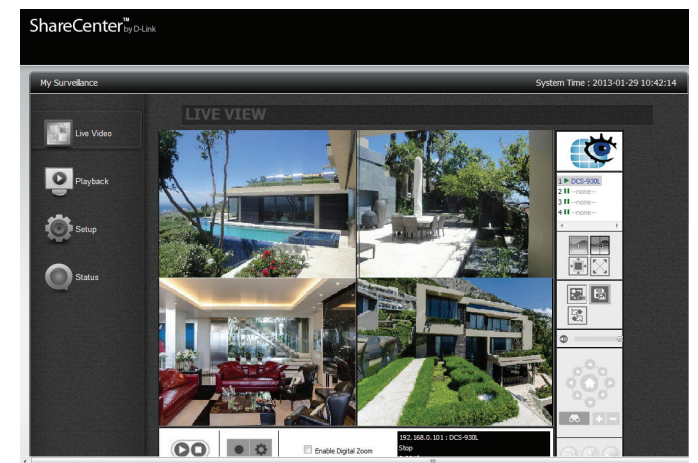 ShareCenter™ by D-Link
My Surveillance
System Time : 2013-01-29 10:42:14
LIVE VIEW
Live Video
Playback
Setup
Status
1 DCS-930L
2 --none--
3 --none--
4 --none--
Enable Digital Zoom
192.168.0.101 : DCS-930L
Stop